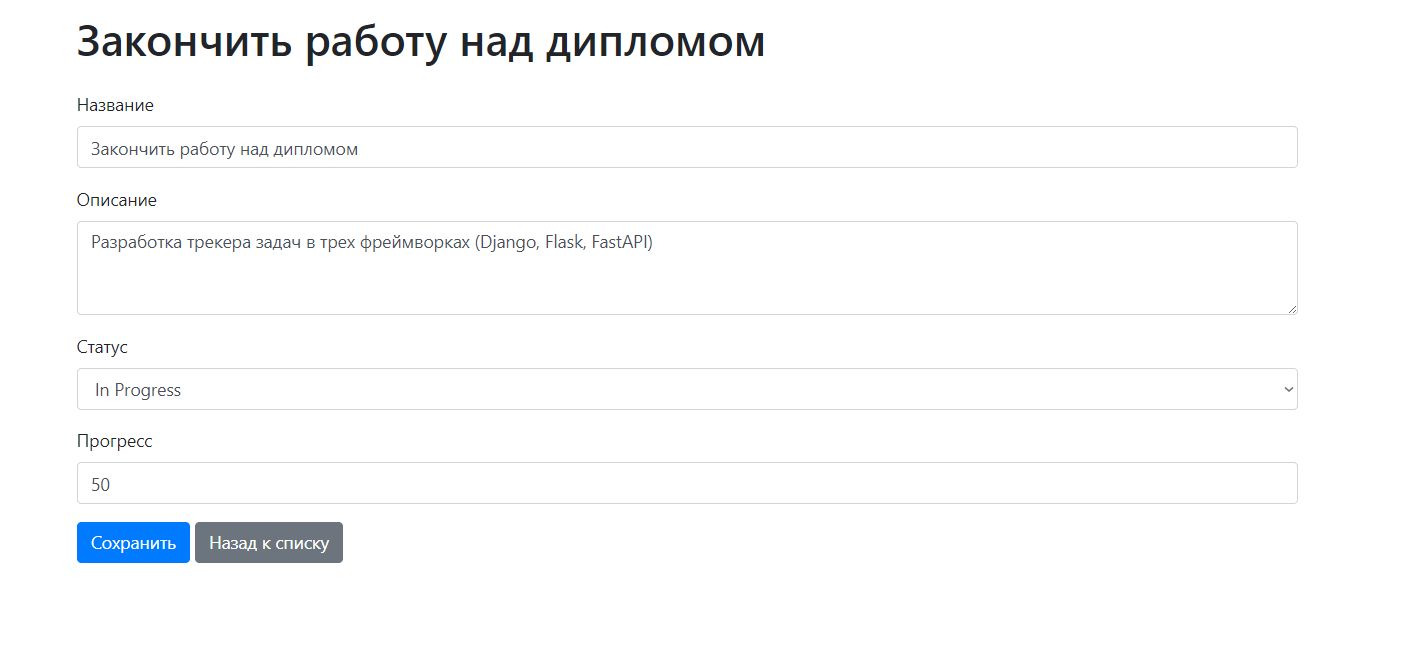 Закончить работу над дипломом
Название
Закончить работу над дипломом
Описание
Разработка трекера задач в трех фреймворках (Django, Flask, FastAPI)
Статус
In Progress
Прогресс
50
Сохранить Назад к списку